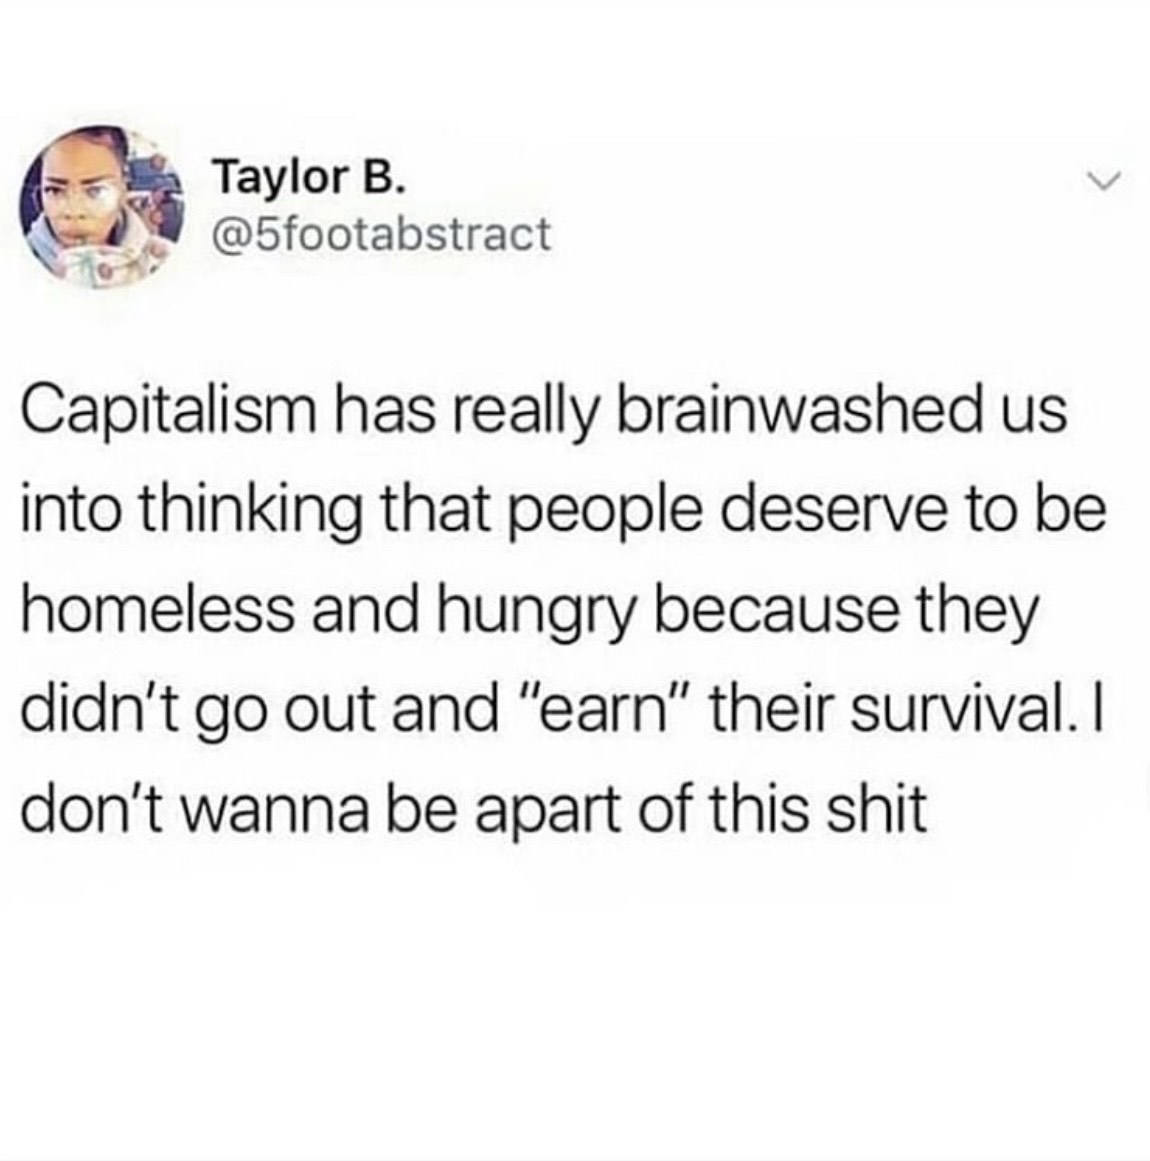 Taylor B.
@5footabstract
Capitalism has really brainwashed us
into thinking that people deserve to be
homeless and hungry because they
didn't go out and "earn" their survival. I
don't wanna be apart of this shit